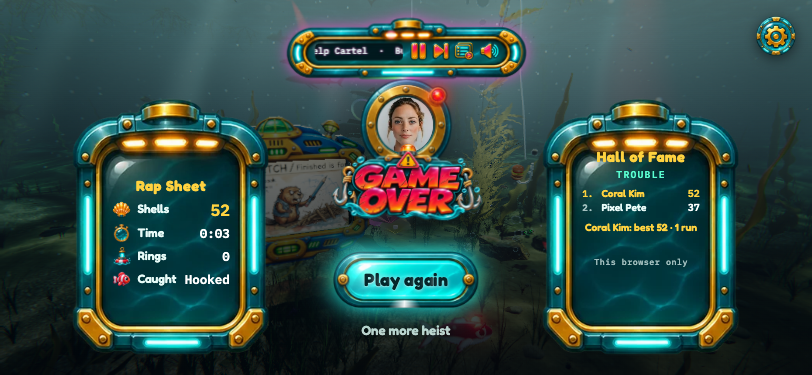 elp Cartel ·
GAME
OVER
Rap Sheet
Shells 52
Time 0:03
Rings 0
Caught Hooked
Play again
One more heist
Hall of Fame
TROUBLE
1. Coral Kim 52
2. Pixel Pete 37
Coral Kim: best 52 · 1 run
This browser only